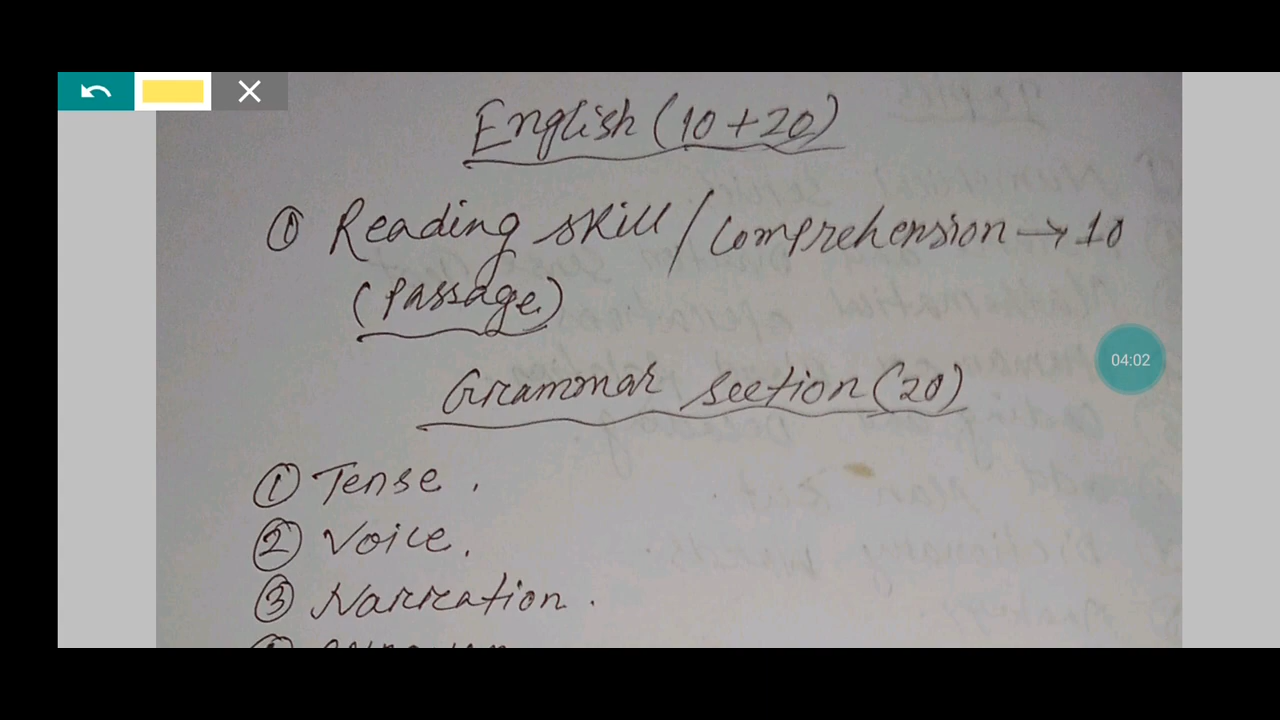 English (10+20)
① Reading skill / Comprehension → 10
(Passage)
Grammar section (20)
04:02
① Tense.
② Voice.
③ Narration.